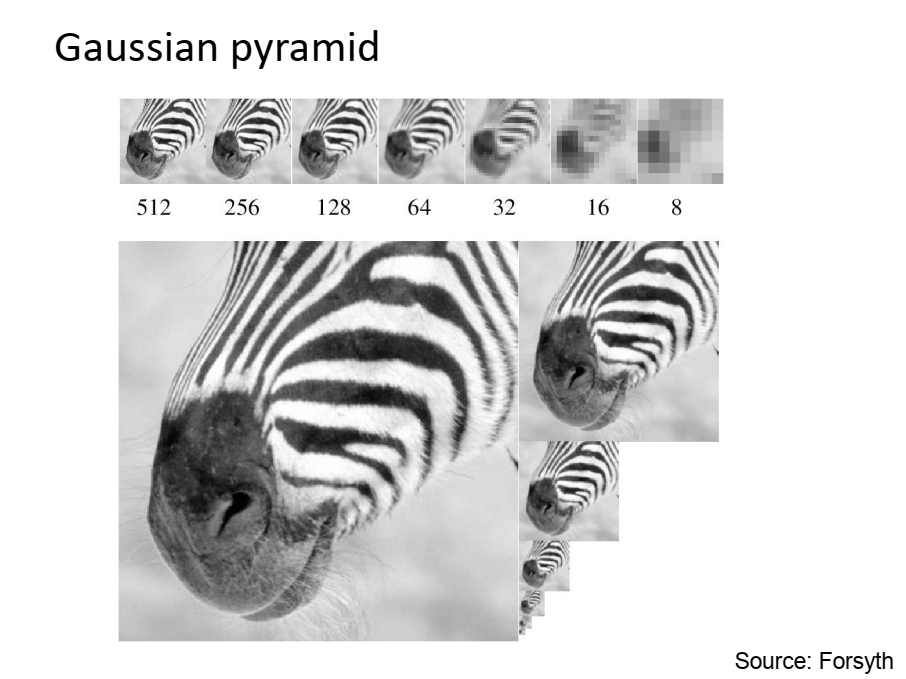 Gaussian pyramid
512 256 128 64 32 16 8
Source: Forsyth